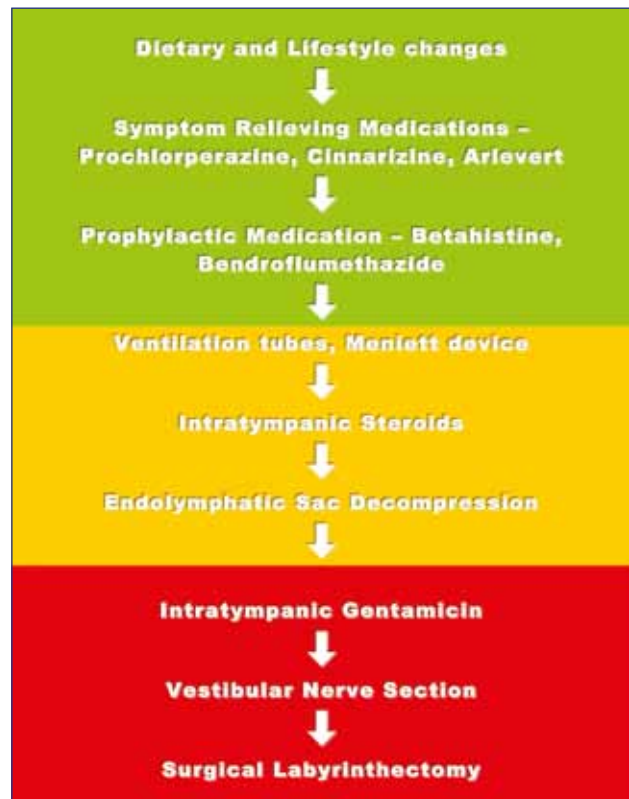 Dietary and Lifestyle changes
Symptom Relieving Medications –
Prochlorperazine, Cinnarizine, Arlevert
Prophylactic Medication – Betahistine,
Bendroflumethazide
Ventilation tubes, Meniett device
Intratympanic Steroids
Endolymphatic Sac Decompression
Intratympanic Gentamicin
Vestibular Nerve Section
Surgical Labyrinthectomy